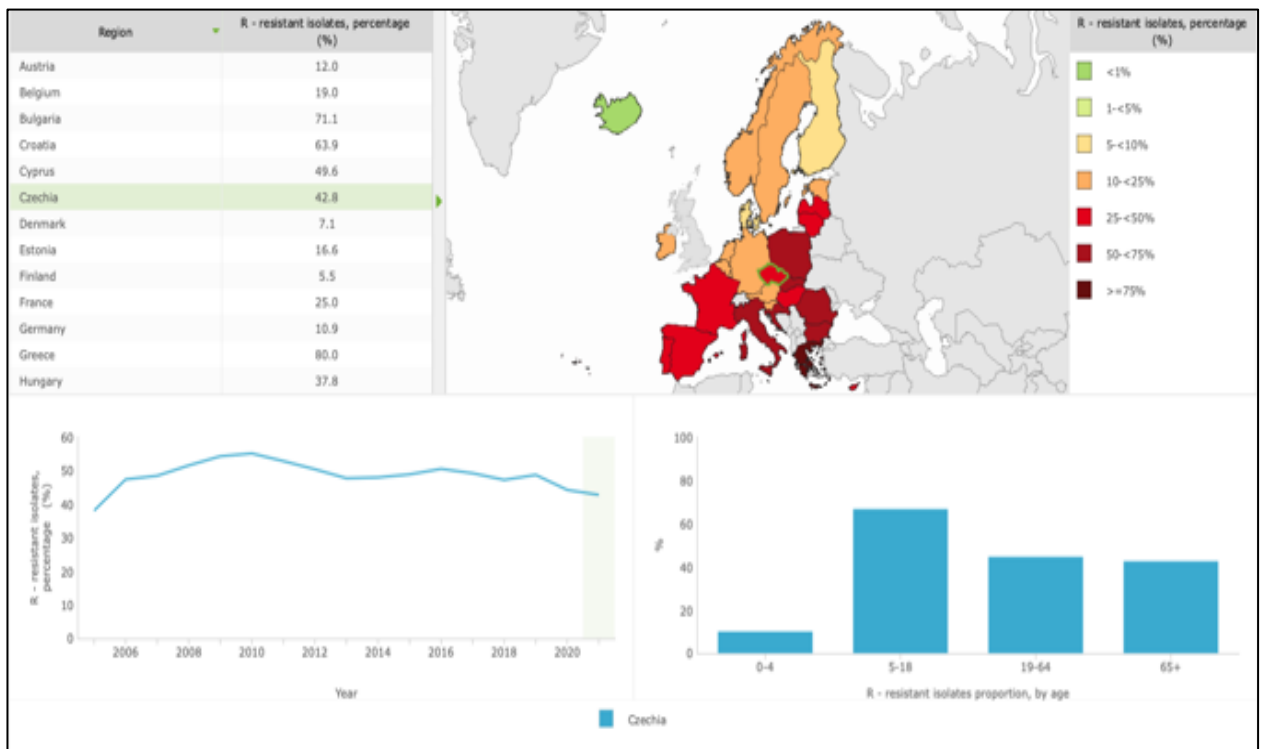 Region
R - resistant isolates, percentage
(%)
Austria 12.0
Belgium 19.0
Bulgaria 71.1
Croatia 63.9
Cyprus 49.6
Czechia 42.8
Denmark 7.1
Estonia 16.6
Finland 5.5
France 25.0
Germany 10.9
Greece 80.0
Hungary 37.8
R - resistant isolates, percentage
(%)
<1%
1-<5%
5-<10%
10-<25%
25-<50%
50-<75%
>=75%
R - resistant isolates,
percentage (%)
60
50
40
30
20
10
0
2006 2008 2010 2012 2014 2016 2018 2020
Year
%
100
80
60
40
20
0
0-4 5-18 19-64 65+
R - resistant isolates proportion, by age
Czechia